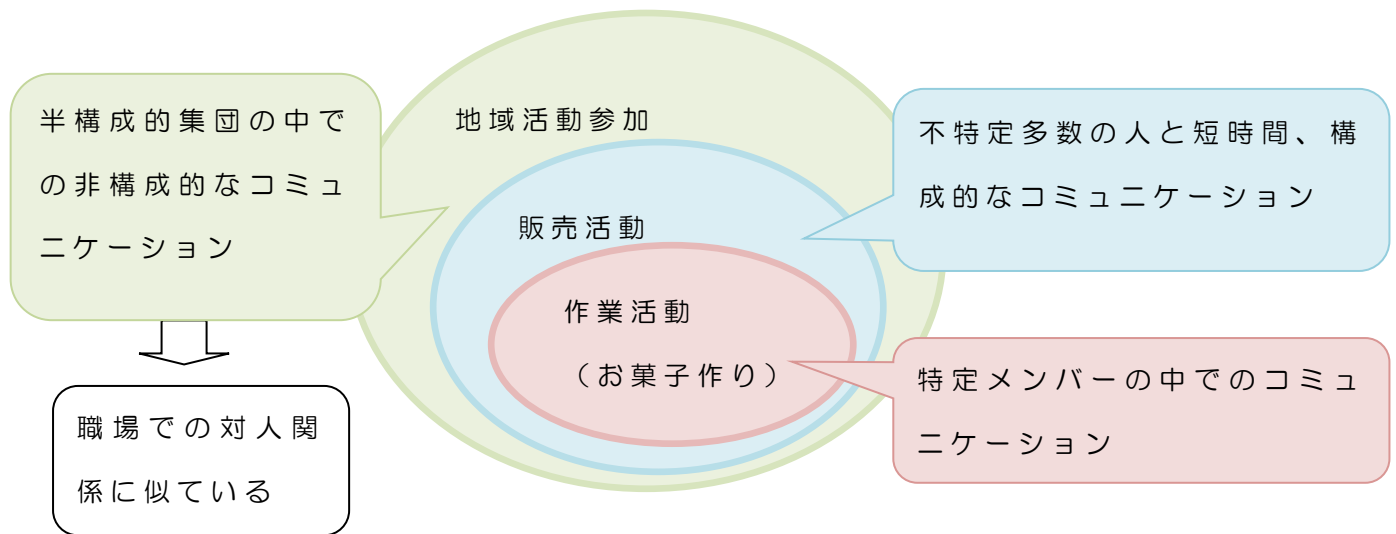 半構成的集団の中で
の非構成的なコミュ
ニケーション
職場での対人関
係に似ている
地域活動参加
販売活動
作業活動
（お菓子作り）
不特定多数の人と短時間、構
成的なコミュニケーション
特定メンバーの中でのコミュ
ニケーション